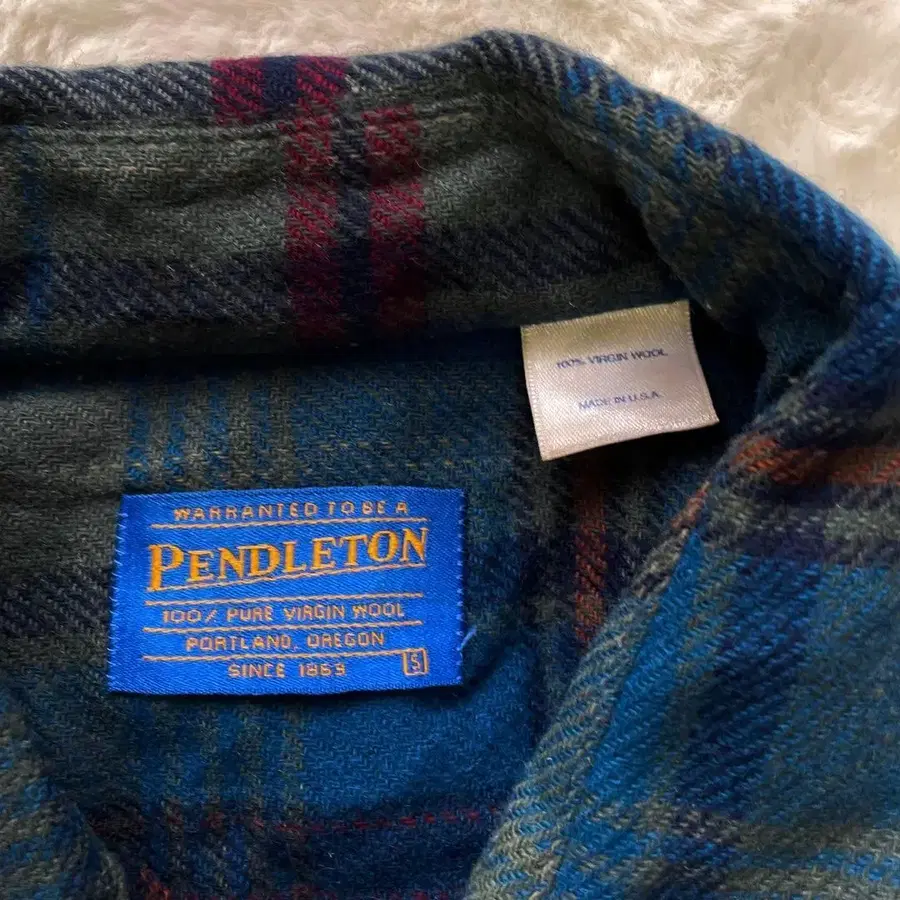 100% VIRGIN WOOL
MADE IN U.S.A.
WARRANTED TO BE A
PENDLETON
100% PURE VIRGIN WOOL
PORTLAND, OREGON
SINCE 1863
S